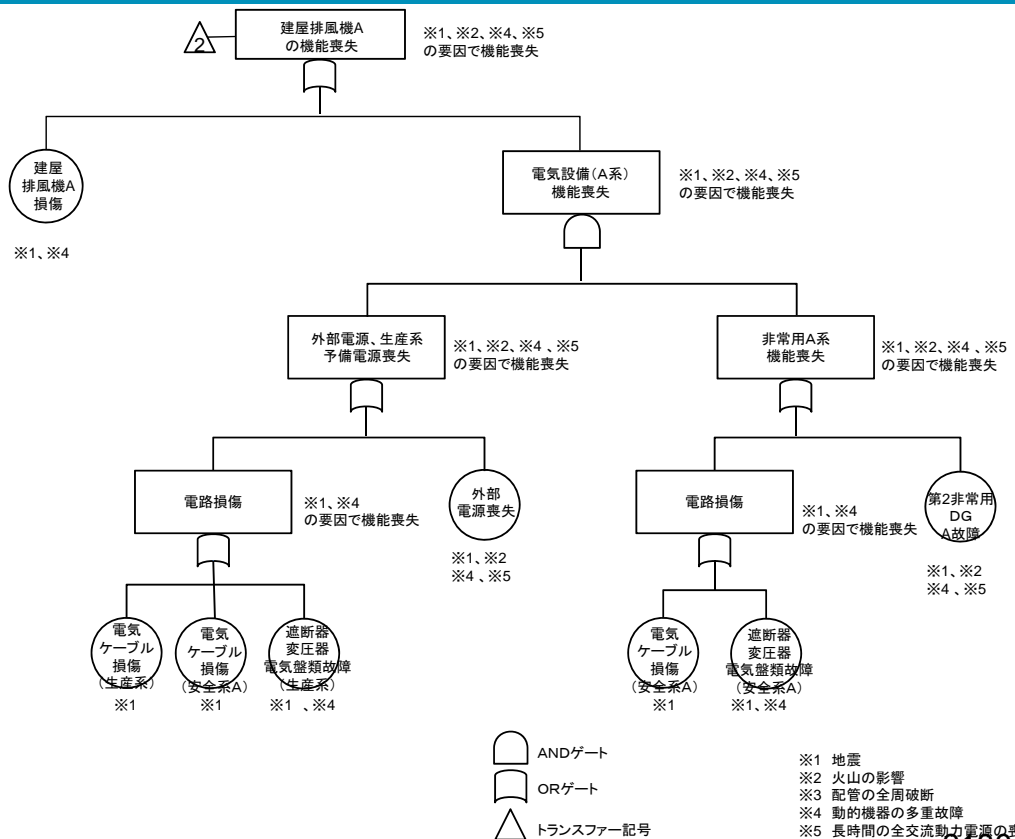 建屋排風機A
の機能喪失
※1、※2、※4、※5
の要因で機能喪失
2
建屋
排風機A
損傷
※1、※4
電気設備(A系)
機能喪失
※1、※2、※4、※5
の要因で機能喪失
外部電源、生産系
予備電源喪失
※1、※2、※4 、※5
の要因で機能喪失
非常用A系
機能喪失
※1、※2、※4 、※5
の要因で機能喪失
電路損傷
※1、※4
の要因で機能喪失
外部
電源喪失
※1、※2
※4 、※5
電路損傷
※1、※4
の要因で機能喪失
第2非常用
DG
A故障
※1、※2
※4 、※5
電気
ケーブル
損傷
(生産系)
※1
電気
ケーブル
損傷
(安全系A)
※1
遮断器
変圧器
電気盤類故障
(生産系)
※1 、※4
電気
ケーブル
損傷
(安全系A)
※1
遮断器
変圧器
電気盤類故障
(安全系A)
※1、※4
ANDゲート
ORゲート
トランスファー記号
※1 地震
※2 火山の影響
※3 配管の全周破断
※4 動的機器の多重故障
※5 長時間の全交流動力電源の